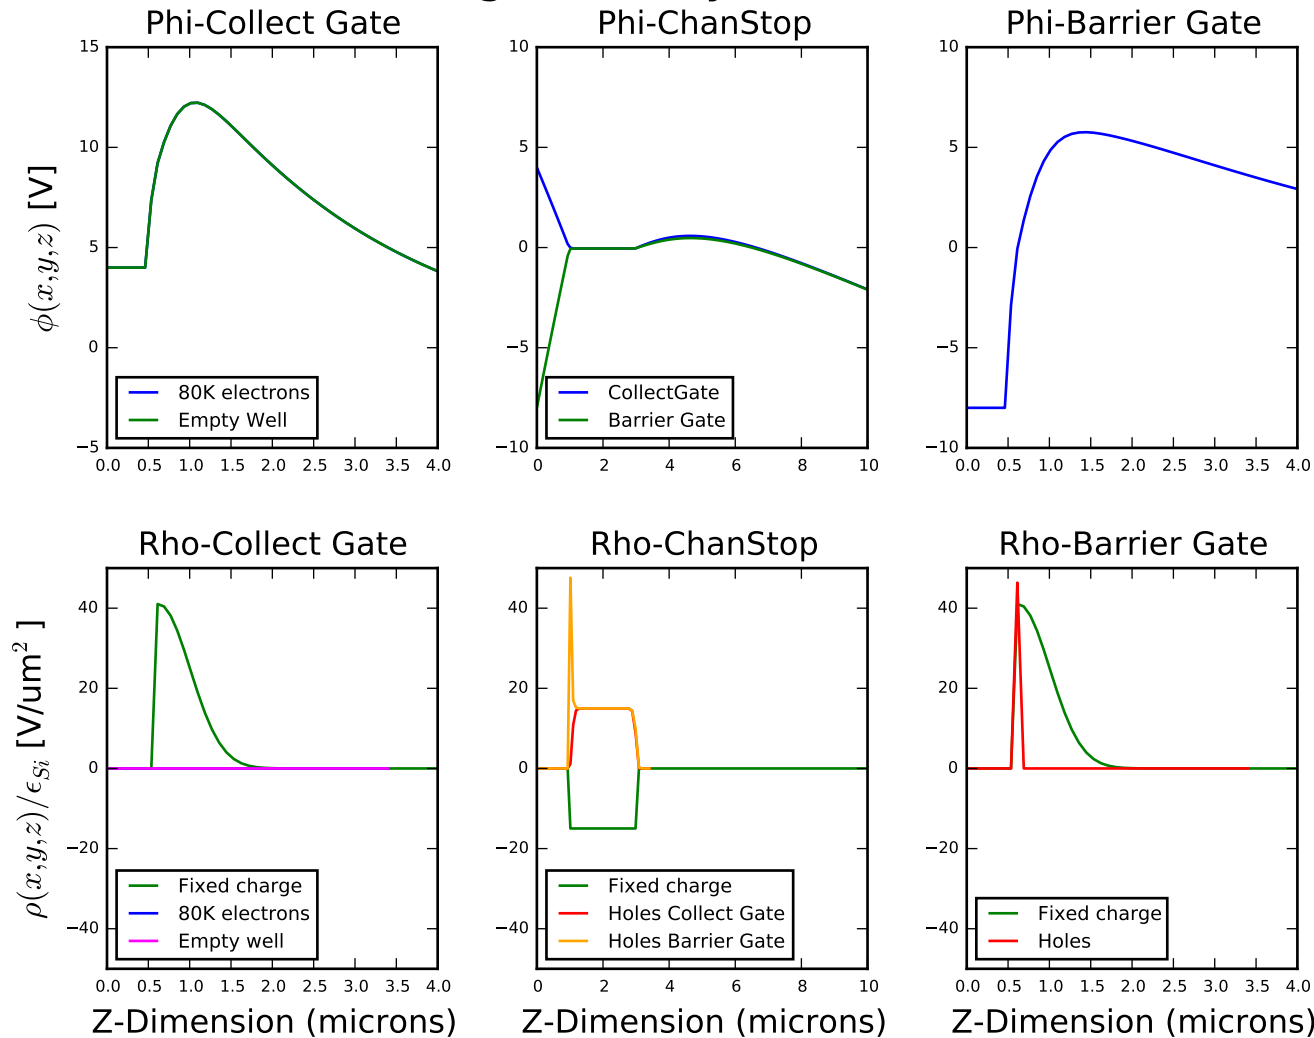 Phi-Collect Gate
Phi-ChanStop
Phi-Barrier Gate
15
10
5
0
−5
0.0 0.5 1.0 1.5 2.0 2.5 3.0 3.5 4.0
ϕ(x,y,z) [V]
80K electrons
Empty Well
10
5
0
−5
−10
0 2 4 6 8 10
CollectGate
Barrier Gate
10
5
0
−5
−10
0.0 0.5 1.0 1.5 2.0 2.5 3.0 3.5 4.0
Rho-Collect Gate
Rho-ChanStop
Rho-Barrier Gate
40
20
0
−20
−40
0.0 0.5 1.0 1.5 2.0 2.5 3.0 3.5 4.0
ρ(x,y,z)/ϵ_Si [V/um² ]
Fixed charge
80K electrons
Empty well
Z-Dimension (microns)
40
20
0
−20
−40
0 2 4 6 8 10
Fixed charge
Holes Collect Gate
Holes Barrier Gate
Z-Dimension (microns)
40
20
0
−20
−40
0.0 0.5 1.0 1.5 2.0 2.5 3.0 3.5 4.0
Fixed charge
Holes
Z-Dimension (microns)